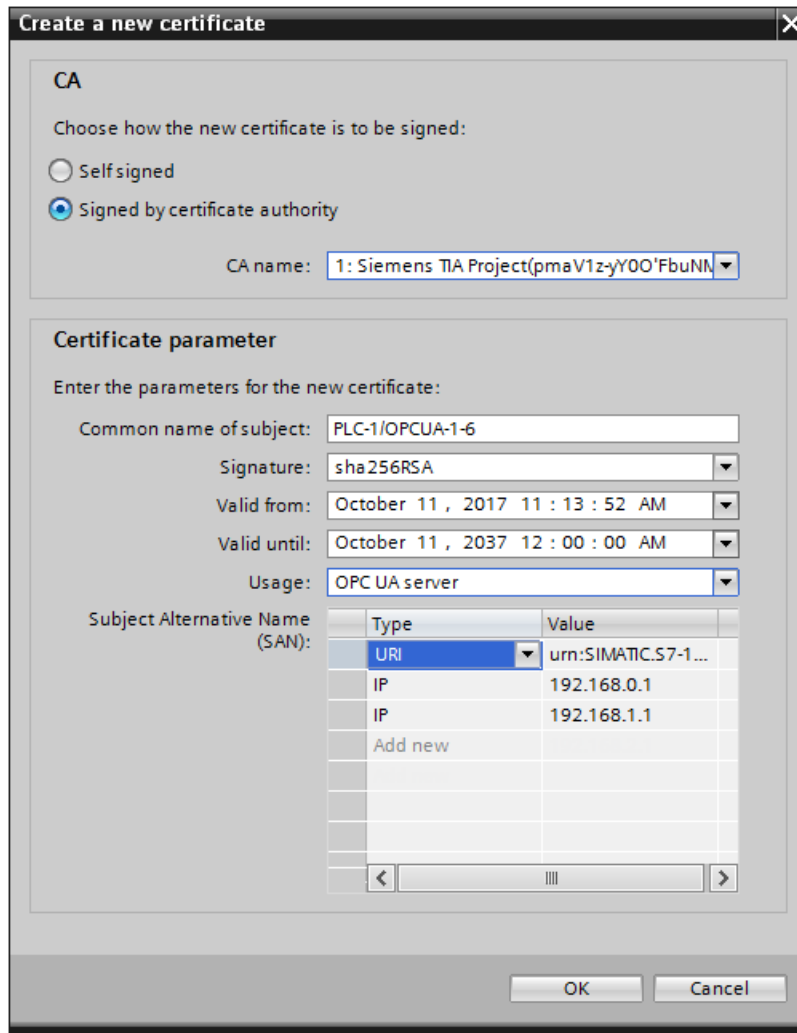 Create a new certificate
CA
Choose how the new certificate is to be signed:
Self signed
Signed by certificate authority
CA name: 1: Siemens TIA Project(pmaV1z-yY0O'FbuNM
Certificate parameter
Enter the parameters for the new certificate:
Common name of subject: PLC-1/OPCUA-1-6
Signature: sha256RSA
Valid from: October 11 , 2017 11 : 13 : 52 AM
Valid until: October 11 , 2037 12 : 00 : 00 AM
Usage: OPC UA server
Subject Alternative Name (SAN):
Type Value
URI urn:SIMATIC.S7-1...
IP 192.168.0.1
IP 192.168.1.1
Add new
OK Cancel